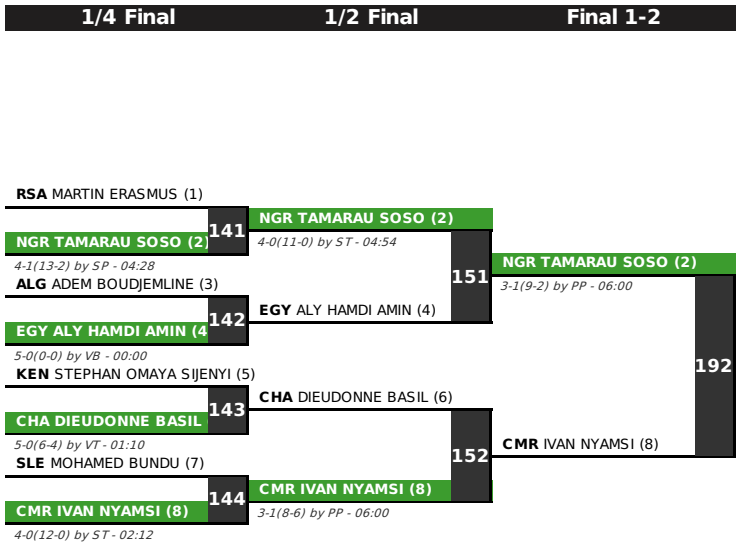 1/4 Final 1/2 Final Final 1-2
RSA MARTIN ERASMUS (1)
141
NGR TAMARAU SOSO (2)
4-1(13-2) by SP - 04:28
ALG ADEM BOUDJEMLINE (3)
142
EGY ALY HAMDI AMIN (4
5-0(0-0) by VB - 00:00
KEN STEPHAN OMAYA SIJENYI (5)
143
CHA DIEUDONNE BASIL
5-0(6-4) by VT - 01:10
SLE MOHAMED BUNDU (7)
144
CMR IVAN NYAMSI (8)
4-0(12-0) by ST - 02:12
NGR TAMARAU SOSO (2)
4-0(11-0) by ST - 04:54
151
EGY ALY HAMDI AMIN (4)
CHA DIEUDONNE BASIL (6)
152
CMR IVAN NYAMSI (8)
3-1(8-6) by PP - 06:00
NGR TAMARAU SOSO (2)
3-1(9-2) by PP - 06:00
192
CMR IVAN NYAMSI (8)